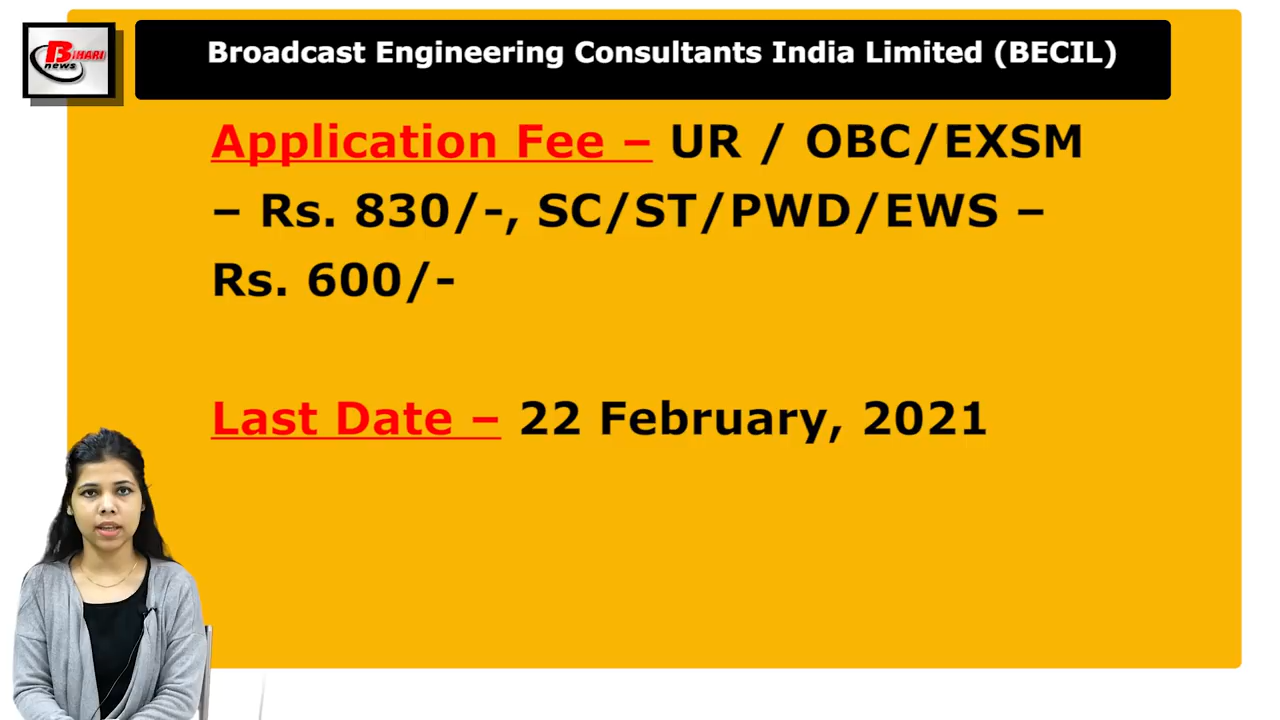 BIHARI
news
Broadcast Engineering Consultants India Limited (BECIL)
Application Fee – UR / OBC/EXSM
– Rs. 830/-, SC/ST/PWD/EWS –
Rs. 600/-
Last Date – 22 February, 2021